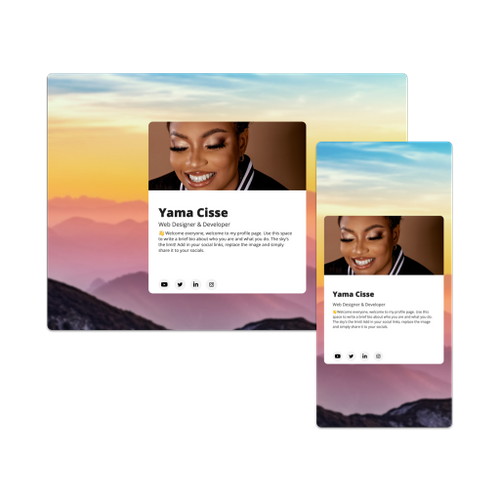 Yama Cisse
Web Designer & Developer
👋 Welcome everyone, welcome to my profile page. Use this space
to write a brief bio about who you are and what you do. The sky's
the limit! Add in your social links, replace the image and simply
share it to your socials.
Yama Cisse
Web Designer & Developer
👋 Welcome everyone, welcome to my profile page. Use this
space to write a brief bio about who you are and what you do.
The sky's the limit! Add in your social links, replace the image
and simply share it to your socials.